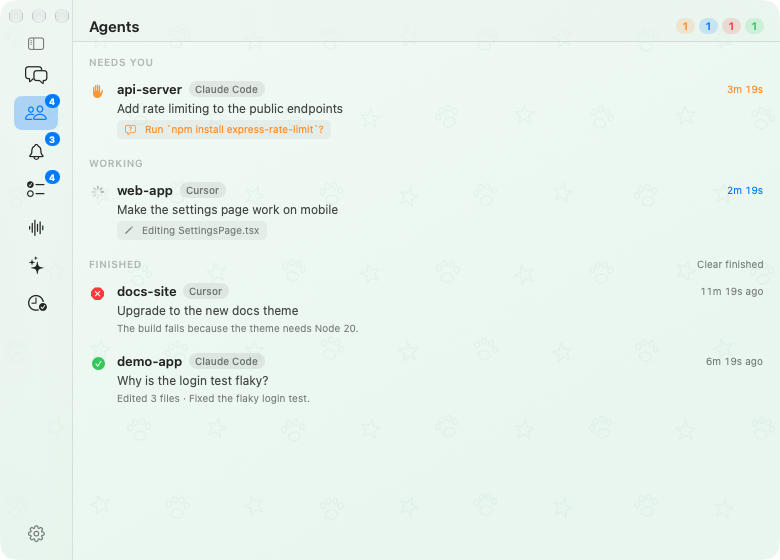 Agents
1 1 1 1
4
3
4
NEEDS YOU
api-server Claude Code 3m 19s
Add rate limiting to the public endpoints
Run `npm install express-rate-limit`?
WORKING
web-app Cursor 2m 19s
Make the settings page work on mobile
Editing SettingsPage.tsx
FINISHED Clear finished
docs-site Cursor 11m 19s ago
Upgrade to the new docs theme
The build fails because the theme needs Node 20.
demo-app Claude Code 6m 19s ago
Why is the login test flaky?
Edited 3 files · Fixed the flaky login test.